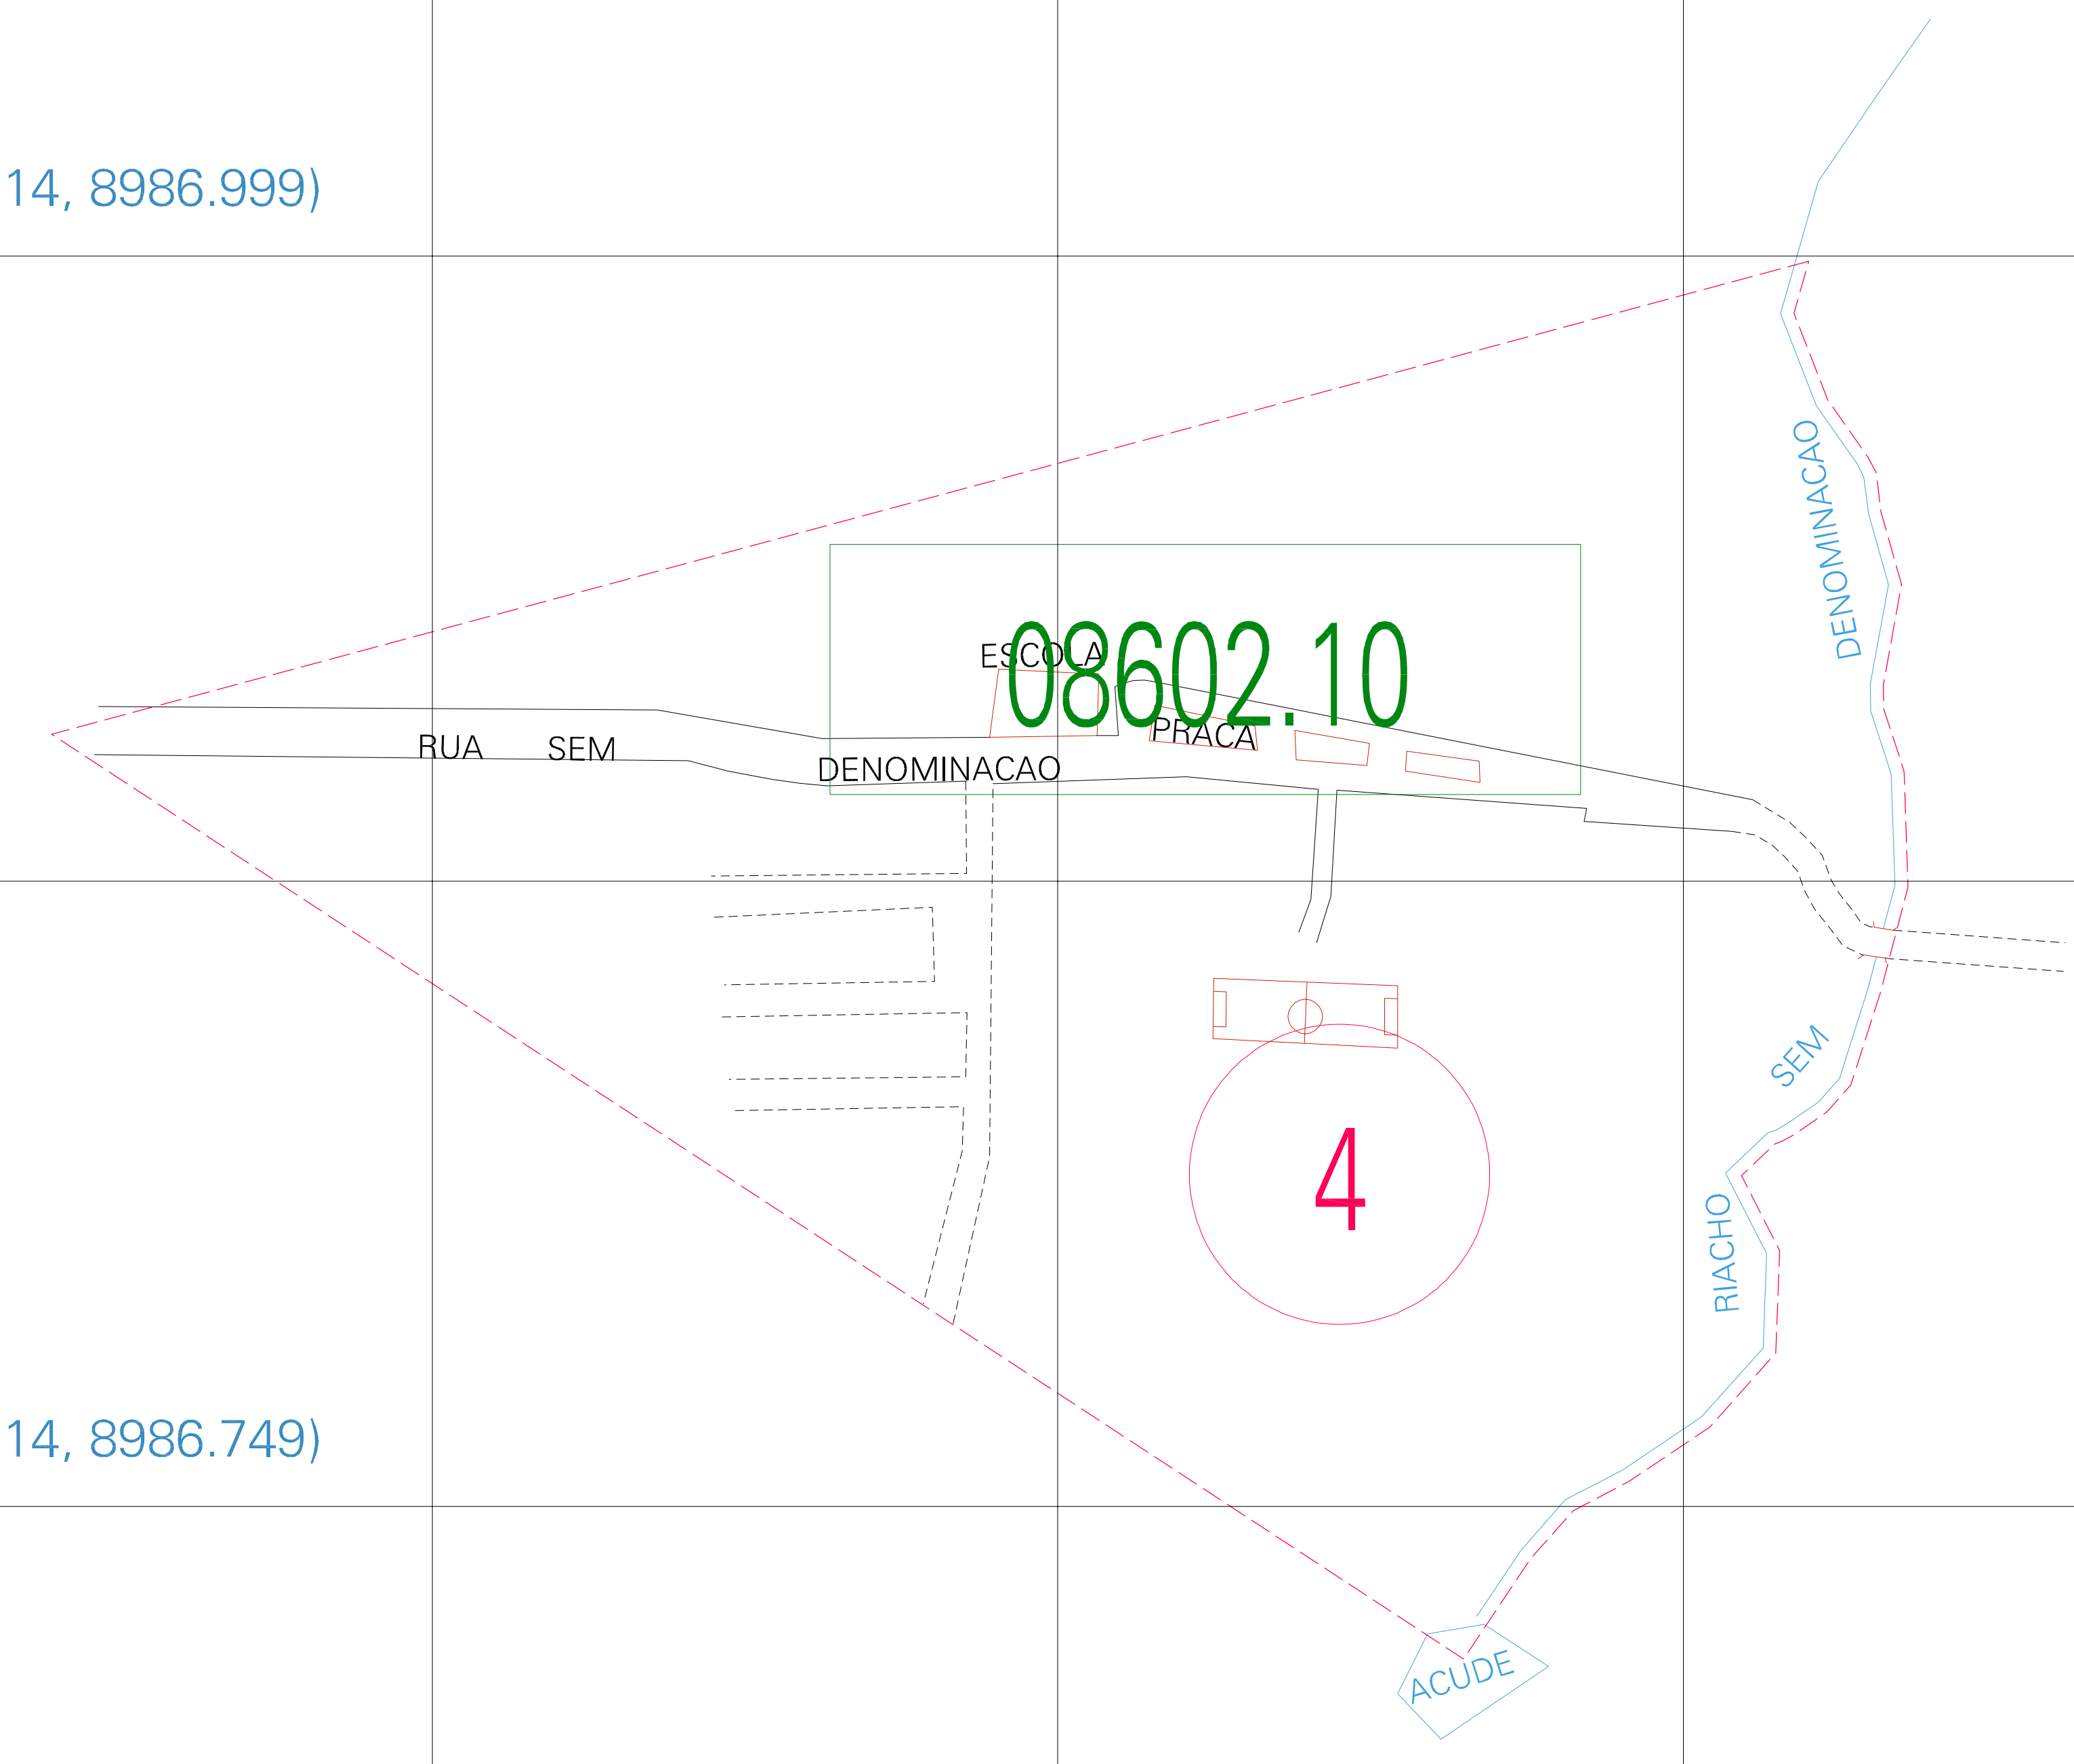 14, 8986.999)
DENOMINACAO
08602.10
ESCOLA
PRACA
RUA SEM
DENOMINACAO
SEM
4
RIACHO
14, 8986.749)
ACUDE